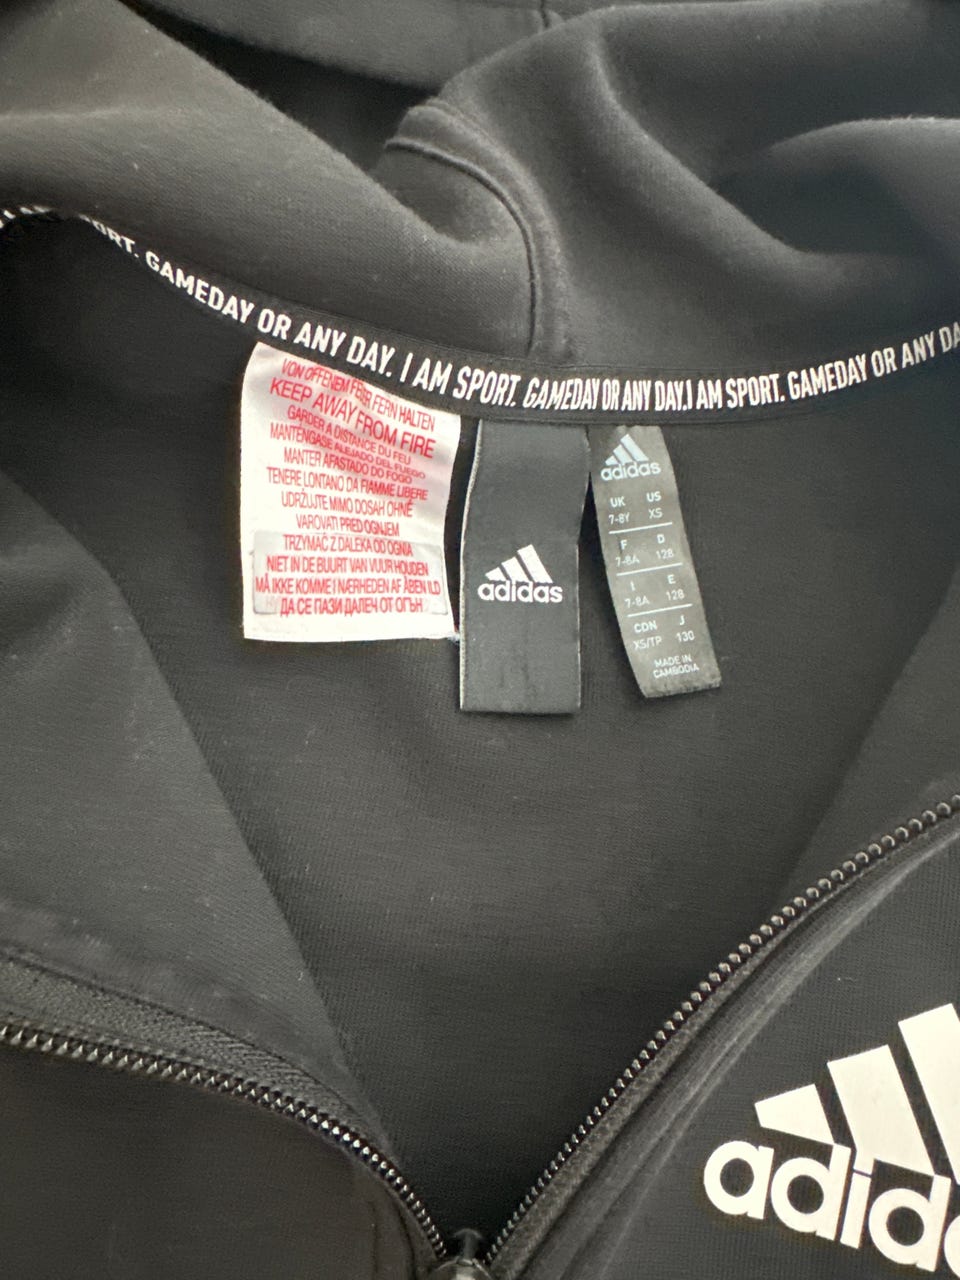 ORT. GAMEDAY OR ANY DAY. I AM SPORT. GAMEDAY OR ANY DAY. I AM SPORT. GAMEDAY OR ANY DA
VON OFFENEM FEUER FERN HALTEN
KEEP AWAY FROM FIRE
GARDER A DISTANCE DU FEU
MANTENGASE ALEJADO DEL FUEGO
MANTER AFASTADO DO FOGO
TENERE LONTANO DA FIAMME LIBERE
UDRŽUJTE MIMO DOSAH OHNĚ
VAROVATI PRED OGNJEM
TRZYMAĆ Z DALEKA OD OGNIA
NIET IN DE BUURT VAN VUUR HOUDEN
MÅ IKKE KOMME I NÆRHEDEN AF ÅBEN ILD
ДА СЕ ПАЗИ ДАЛЕЧ ОТ ОГЪН
adidas
adidas
UK US
7-8Y XS
F D
7-8A 128
I E
7-8A 128
CDN J
XS/TP 130
MADE IN
CAMBODIA
adida